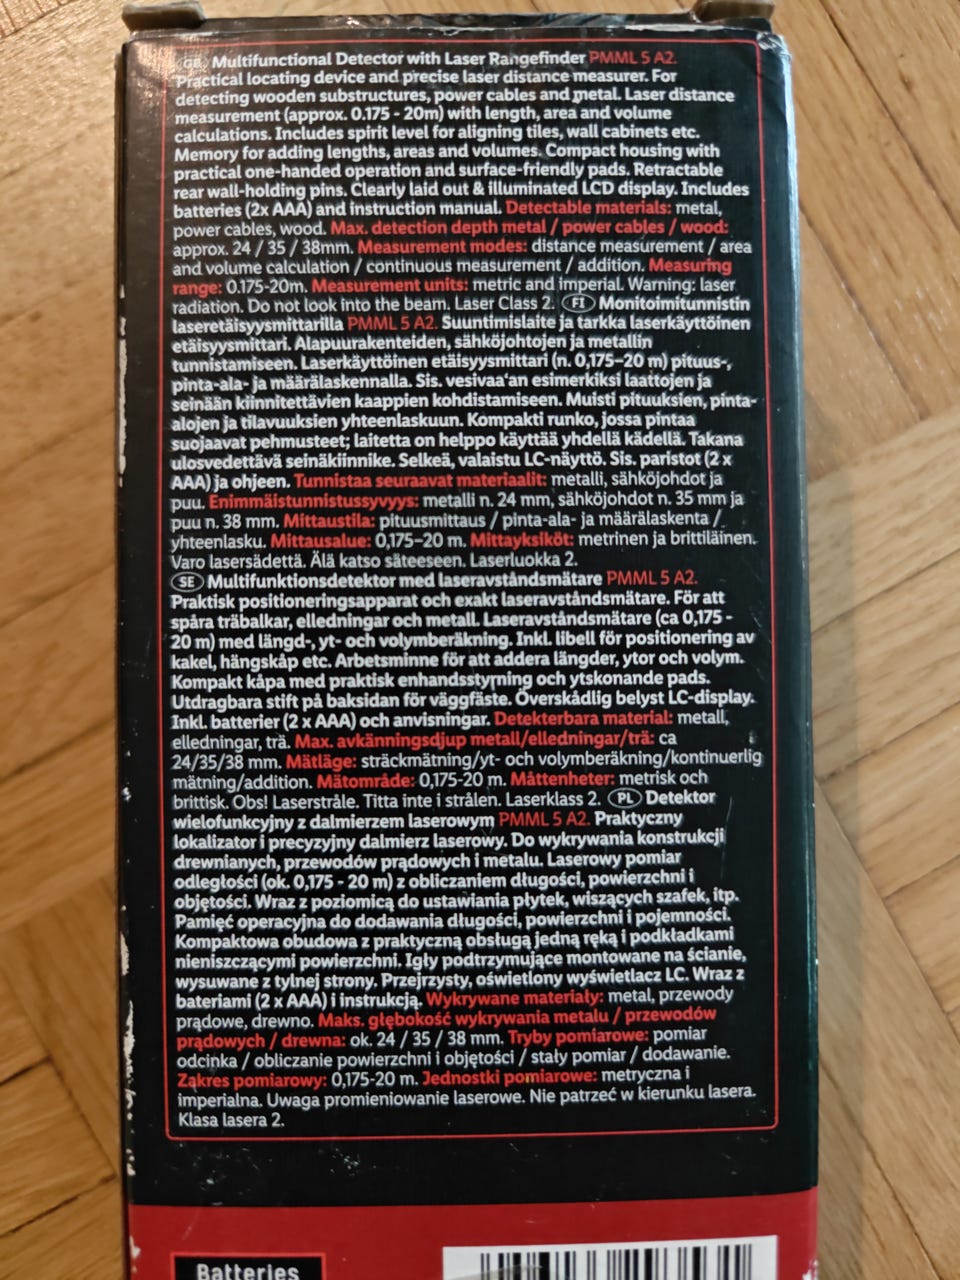 GB Multifunctional Detector with Laser Rangefinder PMML 5 A2.
Practical locating device and precise laser distance measurer. For
detecting wooden substructures, power cables and metal. Laser distance
measurement (approx. 0.175 - 20m) with length, area and volume
calculations. Includes spirit level for aligning tiles, wall cabinets etc.
Memory for adding lengths, areas and volumes. Compact housing with
practical one-handed operation and surface-friendly pads. Retractable
rear wall-holding pins. Clearly laid out & illuminated LCD display. Includes
batteries (2x AAA) and instruction manual. Detectable materials: metal,
power cables, wood. Max. detection depth metal / power cables / wood:
approx. 24 / 35 / 38mm. Measurement modes: distance measurement / area
and volume calculation / continuous measurement / addition. Measuring
range: 0.175-20m. Measurement units: metric and imperial. Warning: laser
radiation. Do not look into the beam. Laser Class 2. FI Monitoimitunnistin
laseretäisyysmittarilla PMML 5 A2. Suuntimislaite ja tarkka laserkäyttöinen
etäisyysmittari. Alapuurakenteiden, sähköjohtojen ja metallin
tunnistamiseen. Laserkäyttöinen etäisyysmittari (n. 0,175–20 m) pituus-,
pinta-ala- ja määrälaskennalla. Sis. vesivaa'an esimerkiksi laattojen ja
seinään kiinnitettävien kaappien kohdistamiseen. Muisti pituuksien, pinta-
alojen ja tilavuuksien yhteenlaskuun. Kompakti runko, jossa pintaa
suojaavat pehmusteet; laitetta on helppo käyttää yhdellä kädellä. Takana
ulosvedettävä seinäkiinnike. Selkeä, valaistu LC-näyttö. Sis. paristot (2 x
AAA) ja ohjeen. Tunnistaa seuraavat materiaalit: metalli, sähköjohdot ja
puu. Enimmäistunnistussyvyys: metalli n. 24 mm, sähköjohdot n. 35 mm ja
puu n. 38 mm. Mittaustila: pituusmittaus / pinta-ala- ja määrälaskenta /
yhteenlasku. Mittausalue: 0,175–20 m. Mittayksiköt: metrinen ja brittiläinen.
Varo lasersädettä. Älä katso säteeseen. Laserluokka 2.
SE Multifunktionsdetektor med laseravståndsmätare PMML 5 A2.
Praktisk positioneringsapparat och exakt laseravståndsmätare. För att
spåra träbalkar, elledningar och metall. Laseravståndsmätare (ca 0,175 -
20 m) med längd-, yt- och volymberäkning. Inkl. libell för positionering av
kakel, hängskåp etc. Arbetsminne för att addera längder, ytor och volym.
Kompakt kåpa med praktisk enhandsstyrning och ytskonande pads.
Utdragbara stift på baksidan för väggfäste. Överskådlig belyst LC-display.
Inkl. batterier (2 x AAA) och anvisningar. Detekterbara material: metall,
elledningar, trä. Max. avkänningsdjup metall/elledningar/trä: ca
24/35/38 mm. Mätläge: sträckmätning/yt- och volymberäkning/kontinuerlig
mätning/addition. Mätområde: 0,175-20 m. Måttenheter: metrisk och
brittisk. Obs! Laserstråle. Titta inte i strålen. Laserklass 2. PL Detektor
wielofunkcyjny z dalmierzem laserowym PMML 5 A2. Praktyczny
lokalizator i precyzyjny dalmierz laserowy. Do wykrywania konstrukcji
drewnianych, przewodów prądowych i metalu. Laserowy pomiar
odległości (ok. 0,175 - 20 m) z obliczaniem długości, powierzchni i
objętości. Wraz z poziomicą do ustawiania płytek, wiszących szafek, itp.
Pamięć operacyjna do dodawania długości, powierzchni i pojemności.
Kompaktowa obudowa z praktyczną obsługą jedną ręką i podkładkami
nieniszczącymi powierzchni. Igły podtrzymujące montowane na ścianie,
wysuwane z tylnej strony. Przejrzysty, oświetlony wyświetlacz LC. Wraz z
bateriami (2 x AAA) i instrukcją. Wykrywane materiały: metal, przewody
prądowe, drewno. Maks. głębokość wykrywania metalu / przewodów
prądowych / drewna: ok. 24 / 35 / 38 mm. Tryby pomiarowe: pomiar
odcinka / obliczanie powierzchni i objętości / stały pomiar / dodawanie.
Zakres pomiarowy: 0,175-20 m. Jednostki pomiarowe: metryczna i
imperialna. Uwaga promieniowanie laserowe. Nie patrzeć w kierunku lasera.
Klasa lasera 2.
Batteries